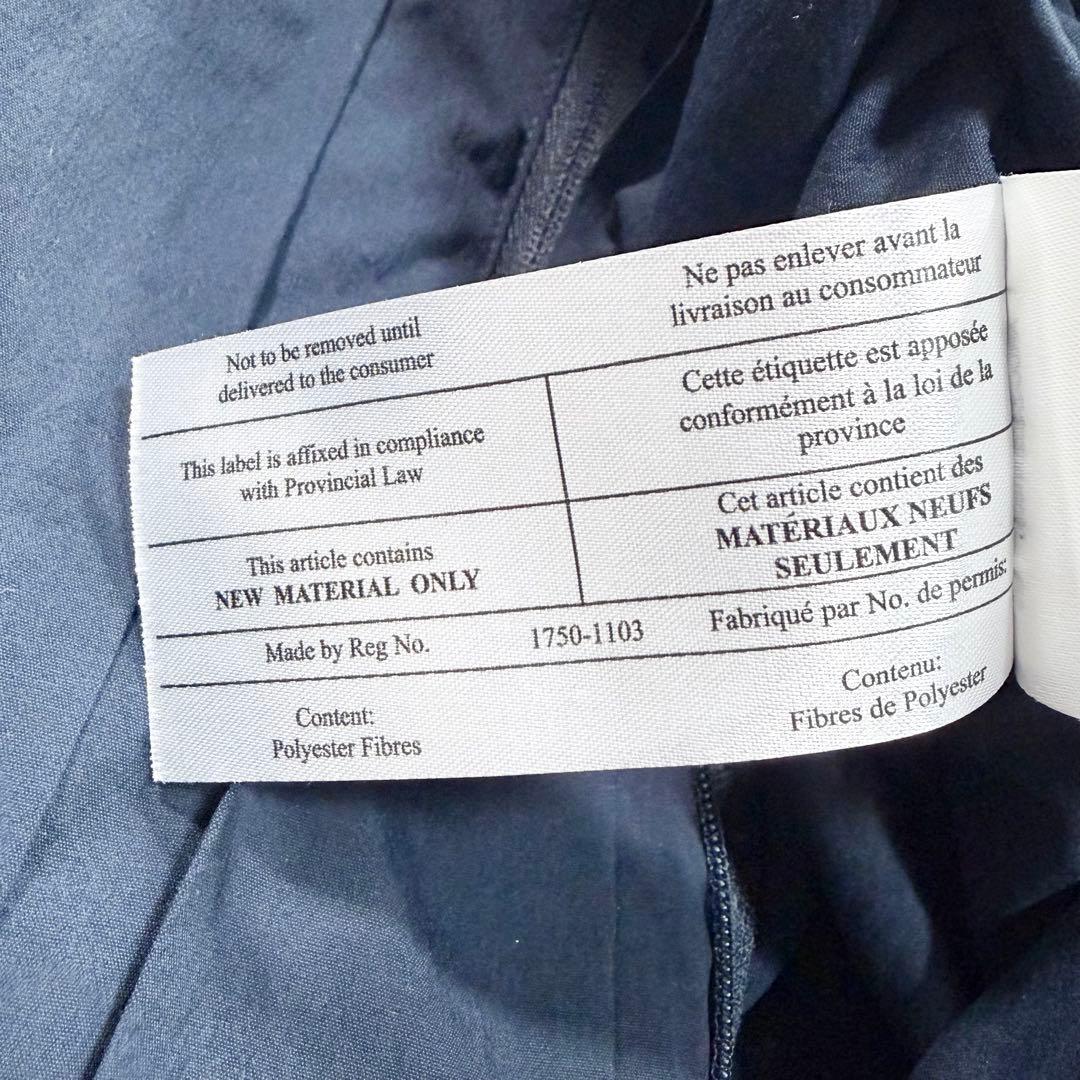 Not to be removed until
delivered to the consumer
Ne pas enlever avant la
livraison au consommateur
This label is affixed in compliance
with Provincial Law
Cette étiquette est apposée
conformément à la loi de la
province
This article contains
NEW MATERIAL ONLY
Cet article contient des
MATÉRIAUX NEUFS
SEULEMENT
Made by Reg No. 1750-1103 Fabriqué par No. de permis:
Content:
Polyester Fibres
Contenu:
Fibres de Polyester